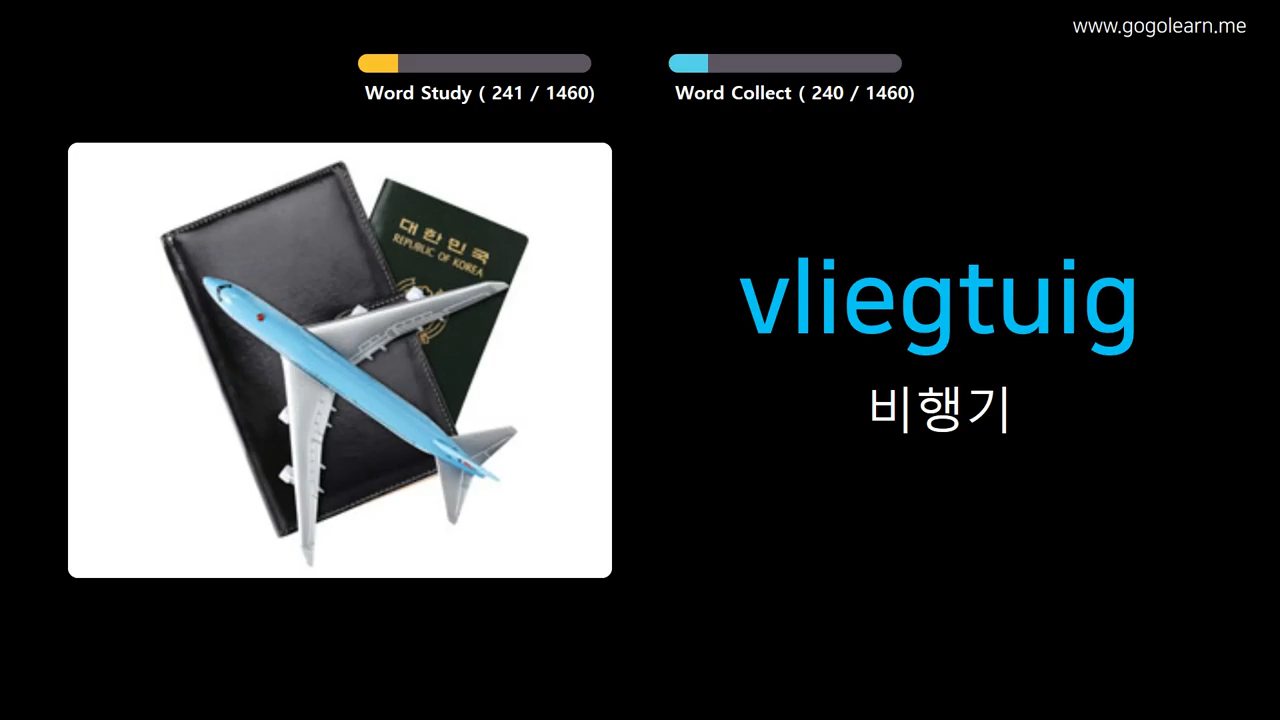 www.gogolearn.me
Word Study ( 241 / 1460)
Word Collect ( 240 / 1460)
대한민국
REPUBLIC OF KOREA
vliegtuig
비행기